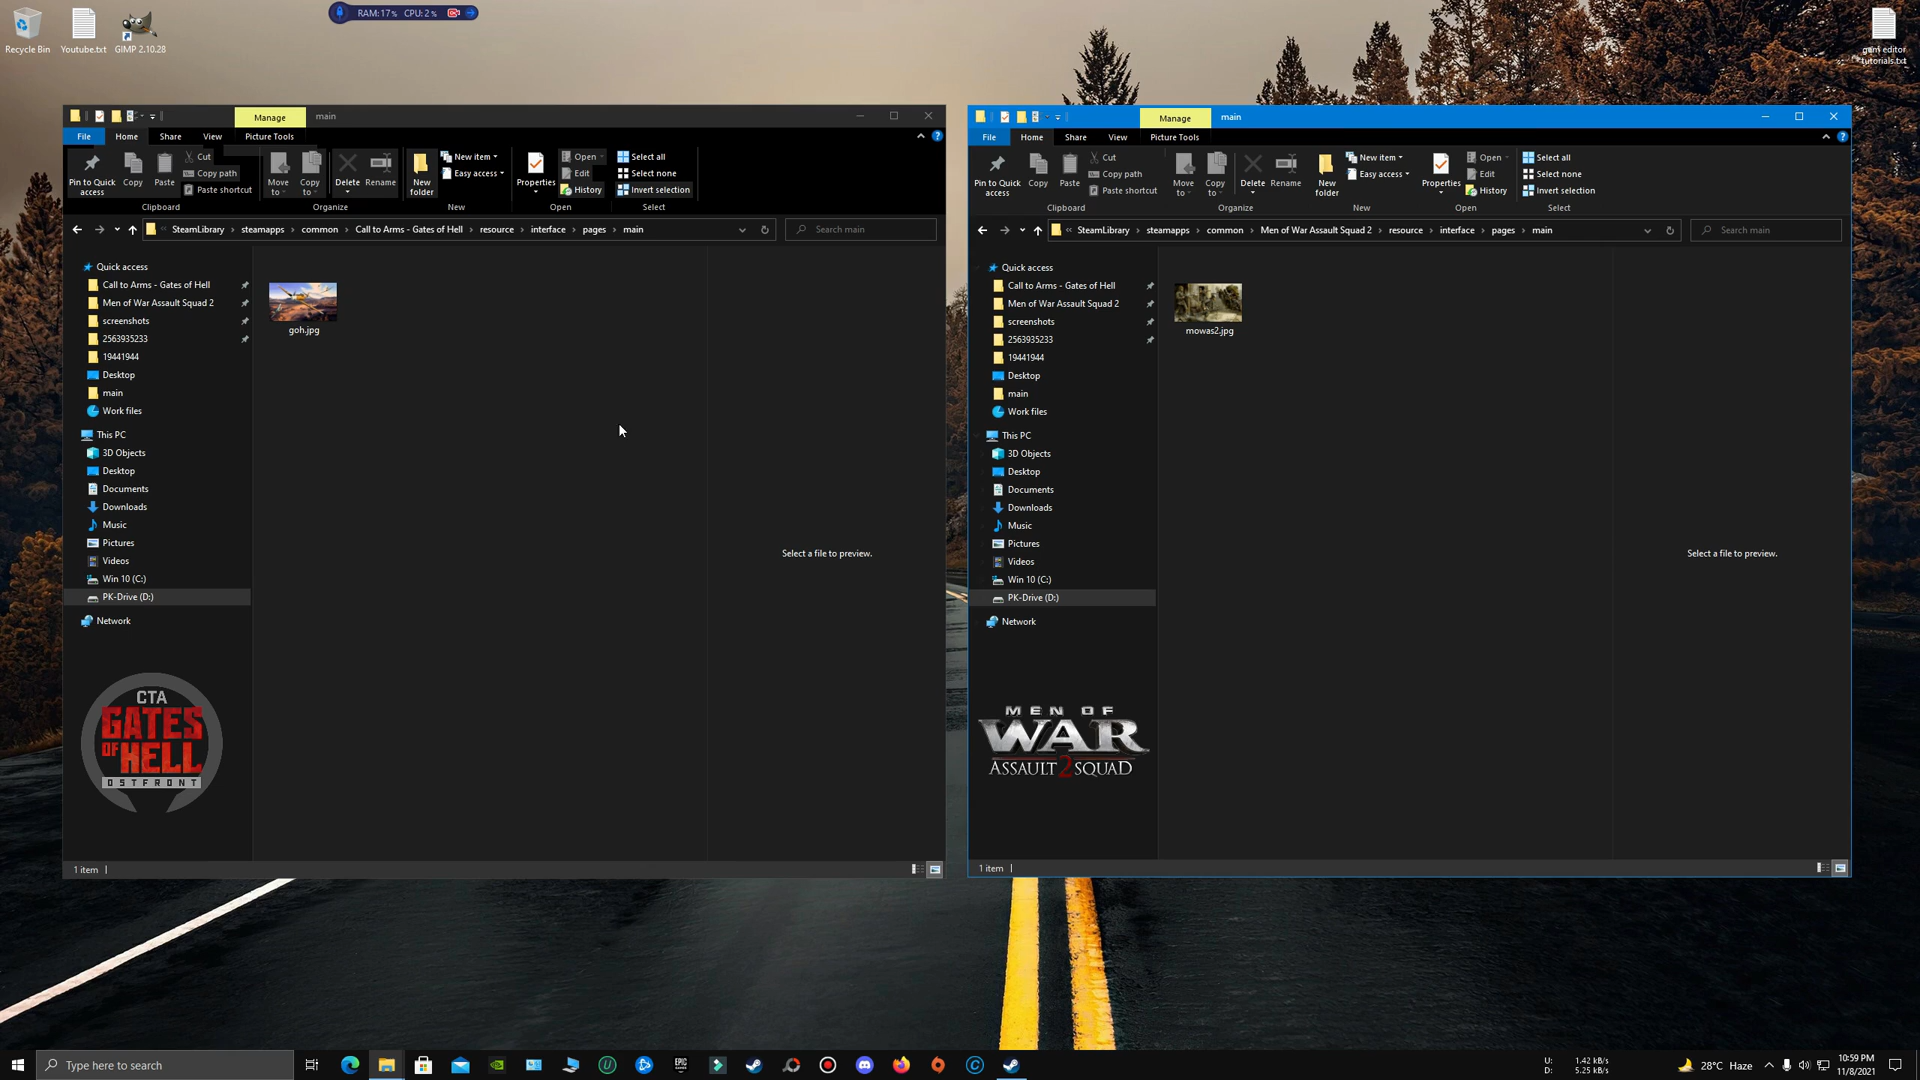 RAM:17% CPU: 2%
Recycle Bin
Youtube.txt
GIMP 2.10.28
gem editor
tutorials.txt
Manage
main
File
Home
Share
View
Picture Tools
Pin to Quick
access
Copy
Paste
Cut
Copy path
Paste shortcut
Clipboard
Move
to
Copy
to
Delete
Rename
Organize
New
folder
New item
Easy access
New
Properties
Open
Edit
History
Open
Select all
Select none
Invert selection
Select
« SteamLibrary > steamapps > common > Call to Arms - Gates of Hell > resource > interface > pages > main
Search main
Quick access
Call to Arms - Gates of Hell
Men of War Assault Squad 2
screenshots
2563935233
19441944
Desktop
main
Work files
This PC
3D Objects
Desktop
Documents
Downloads
Music
Pictures
Videos
Win 10 (C:)
PK-Drive (D:)
Network
goh.jpg
Select a file to preview.
CTA
GATES
OF HELL
OSTFRONT
1 item
Manage
main
File
Home
Share
View
Picture Tools
Pin to Quick
access
Copy
Paste
Cut
Copy path
Paste shortcut
Clipboard
Move
to
Copy
to
Delete
Rename
Organize
New
folder
New item
Easy access
New
Properties
Open
Edit
History
Open
Select all
Select none
Invert selection
Select
« SteamLibrary > steamapps > common > Men of War Assault Squad 2 > resource > interface > pages > main
Search main
Quick access
Call to Arms - Gates of Hell
Men of War Assault Squad 2
screenshots
2563935233
19441944
Desktop
main
Work files
This PC
3D Objects
Desktop
Documents
Downloads
Music
Pictures
Videos
Win 10 (C:)
PK-Drive (D:)
Network
mowas2.jpg
Select a file to preview.
MEN OF
WAR
ASSAULT 2 SQUAD
1 item
Type here to search
EPIC
U: 1.42 kB/s
D: 5.25 kB/s
28°C Haze
10:59 PM
11/8/2021